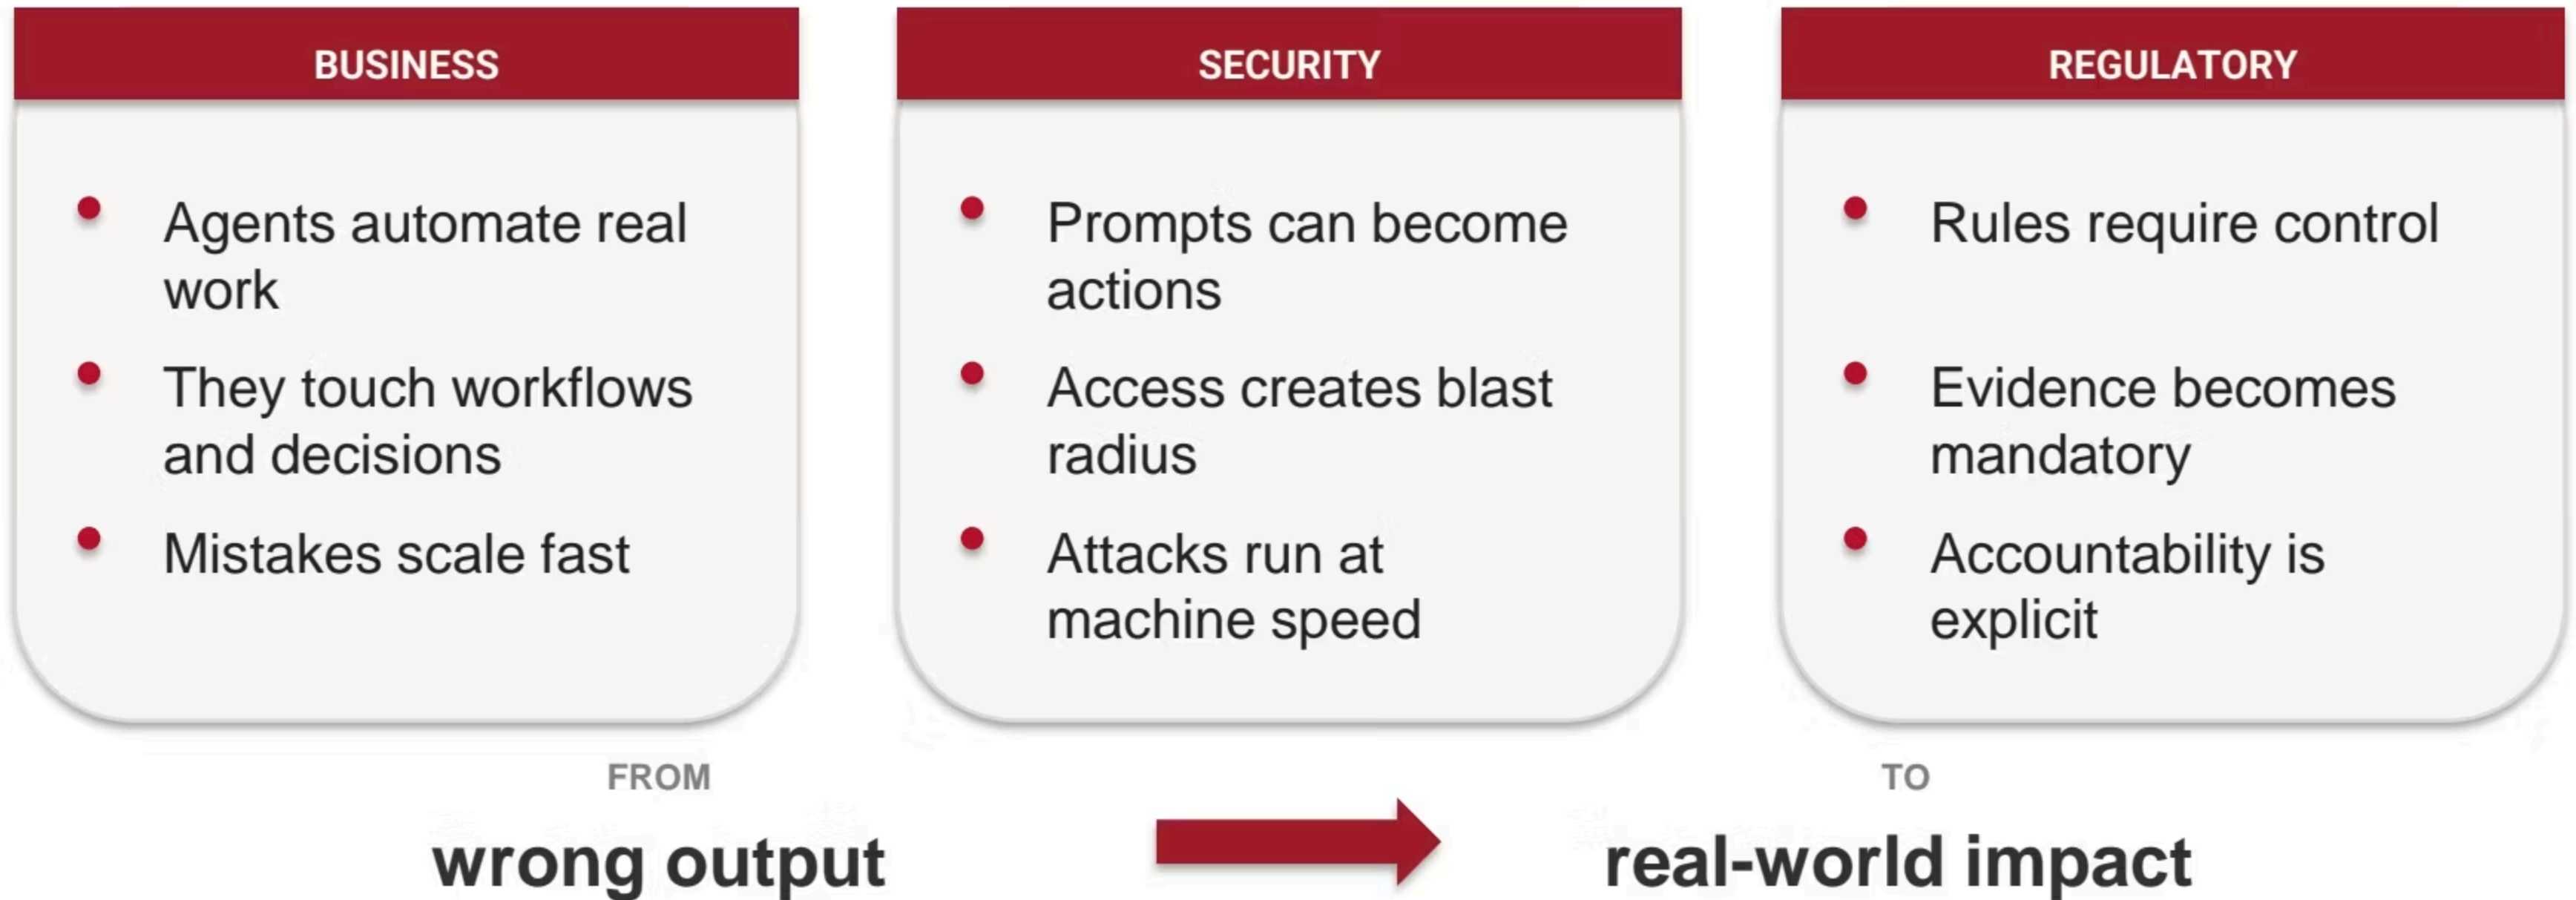 BUSINESS
Agents automate real
work
They touch workflows
and decisions
Mistakes scale fast
SECURITY
Prompts can become
actions
Access creates blast
radius
Attacks run at
machine speed
REGULATORY
Rules require control
Evidence becomes
mandatory
Accountability is
explicit
FROM
wrong output
TO
real-world impact